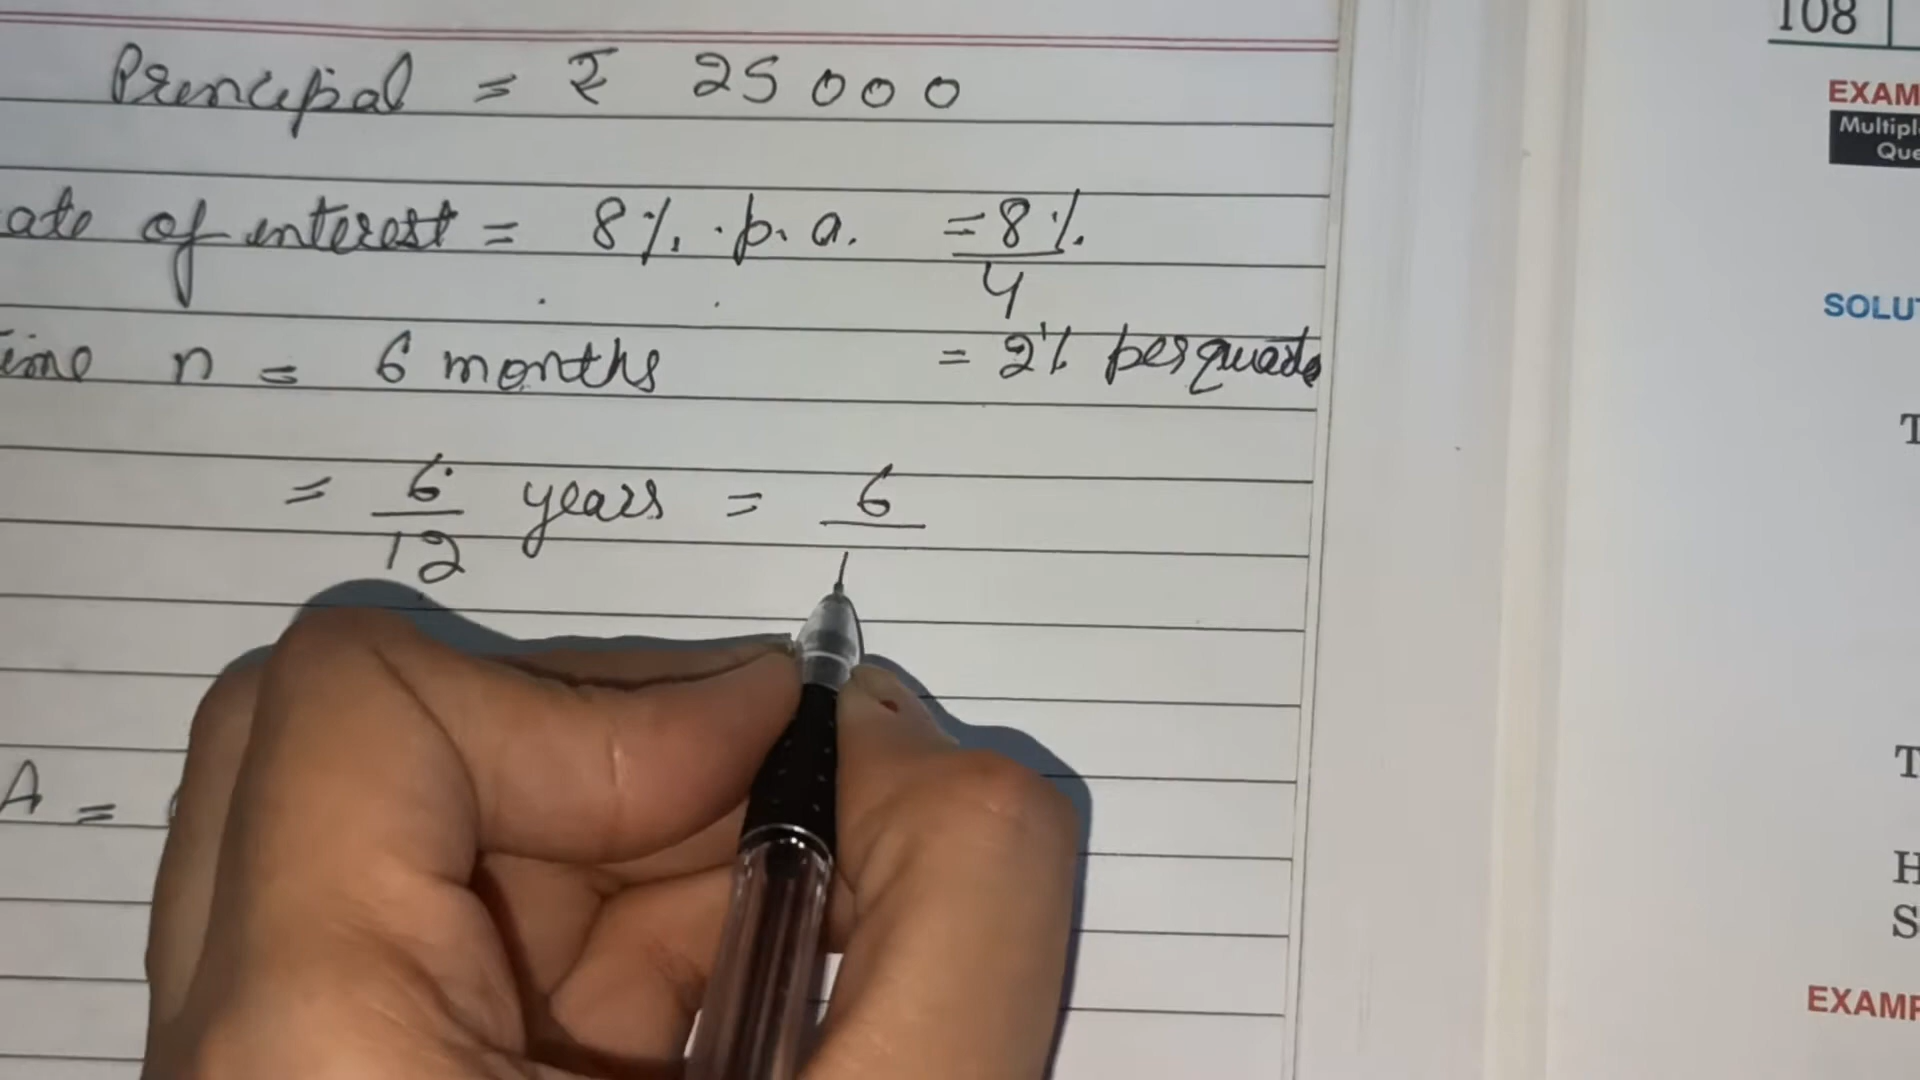 108
EXAM
Multipl
Que
Principal = ₹ 25000
ate of interest = 8% . p. a. = 8%
4
SOLU
ime n = 6 months = 2% per quarte
T
= 6 years = 6
12
T
A =
H
S
EXAMP